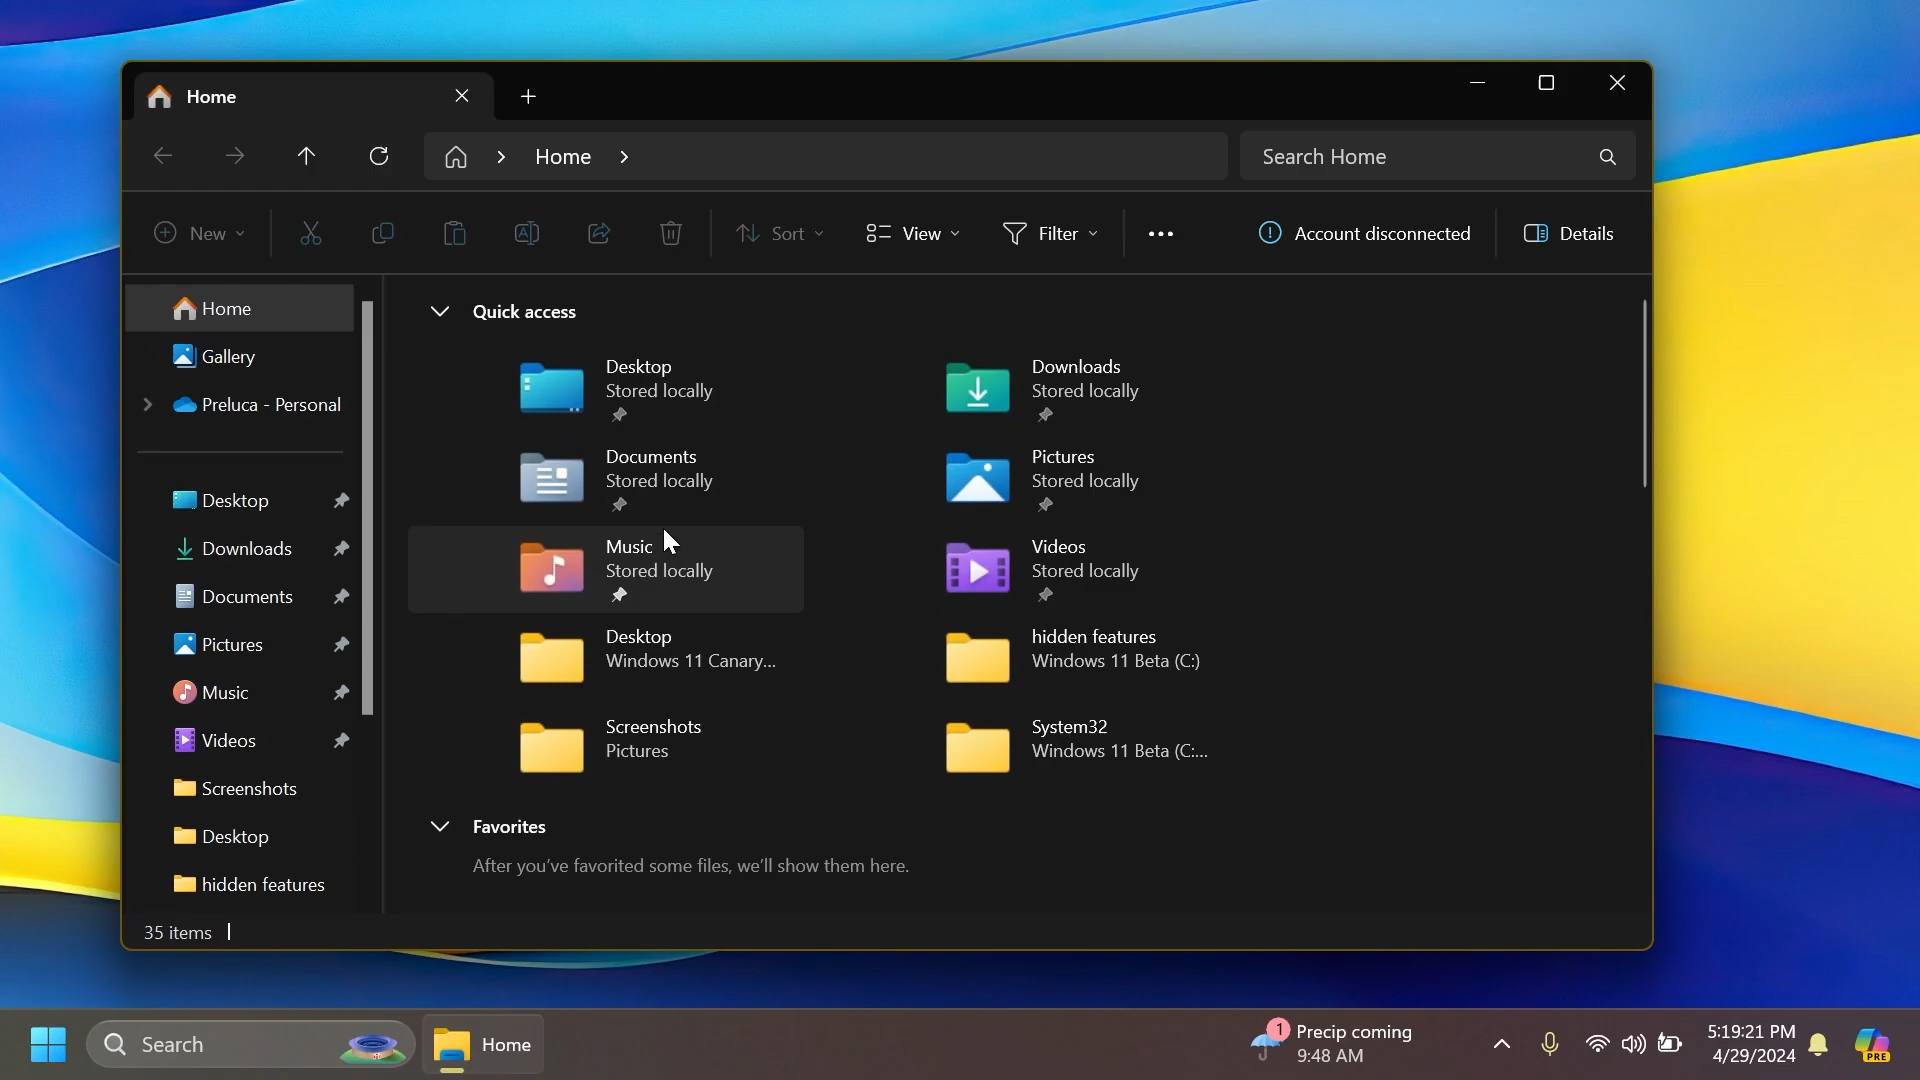 Home
Home
Search Home
New
Sort
View
Filter
Account disconnected
Details
Home
Gallery
Preluca - Personal
Desktop
Downloads
Documents
Pictures
Music
Videos
Screenshots
Desktop
hidden features
Quick access
Desktop
Stored locally
Downloads
Stored locally
Documents
Stored locally
Pictures
Stored locally
Music
Stored locally
Videos
Stored locally
Desktop
Windows 11 Canary...
hidden features
Windows 11 Beta (C:)
Screenshots
Pictures
System32
Windows 11 Beta (C:...
Favorites
After you've favorited some files, we'll show them here.
35 items
Search
Home
1
Precip coming
9:48 AM
5:19:21 PM
4/29/2024
PRE